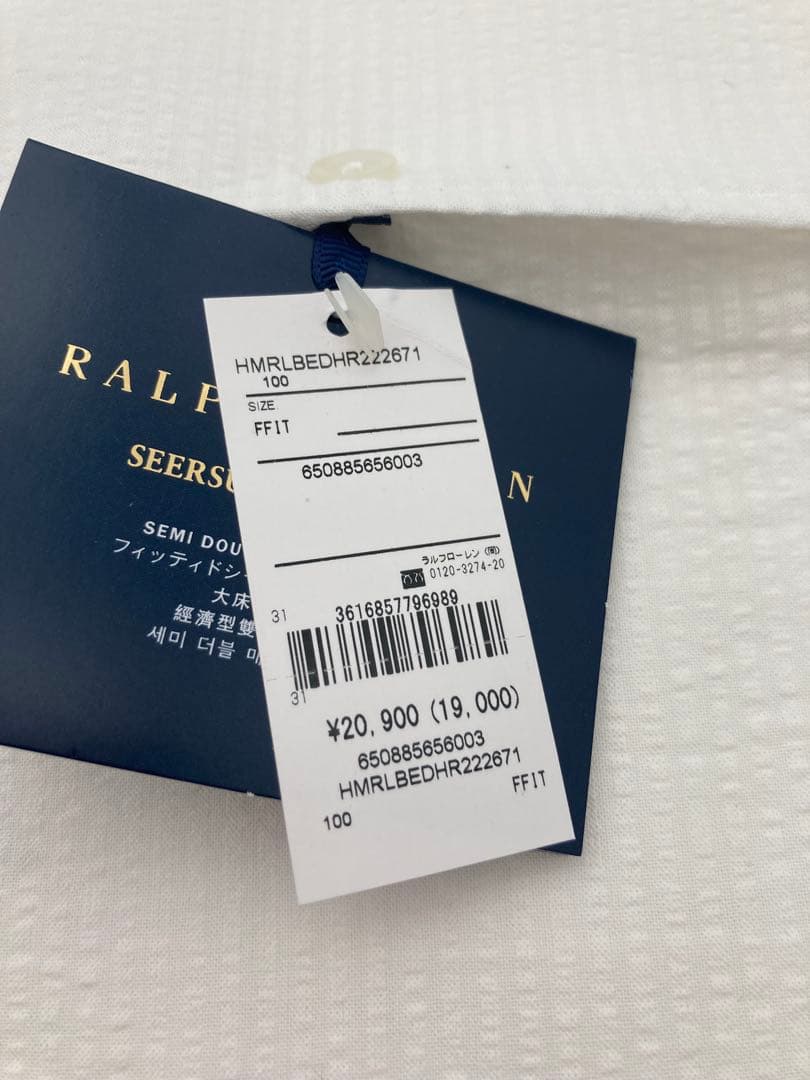 RALP
SEERSU
N
SEMI DOU
フィッティドシ
大床
經濟型雙
세미 더블
HMRLBEDHR222671
100
SIZE
FFIT
650885656003
ラルフローレン
0120-3274-20
31
3616857796989
31
¥20,900 (19,000)
650885656003
HMRLBEDHR222671
100
FFIT